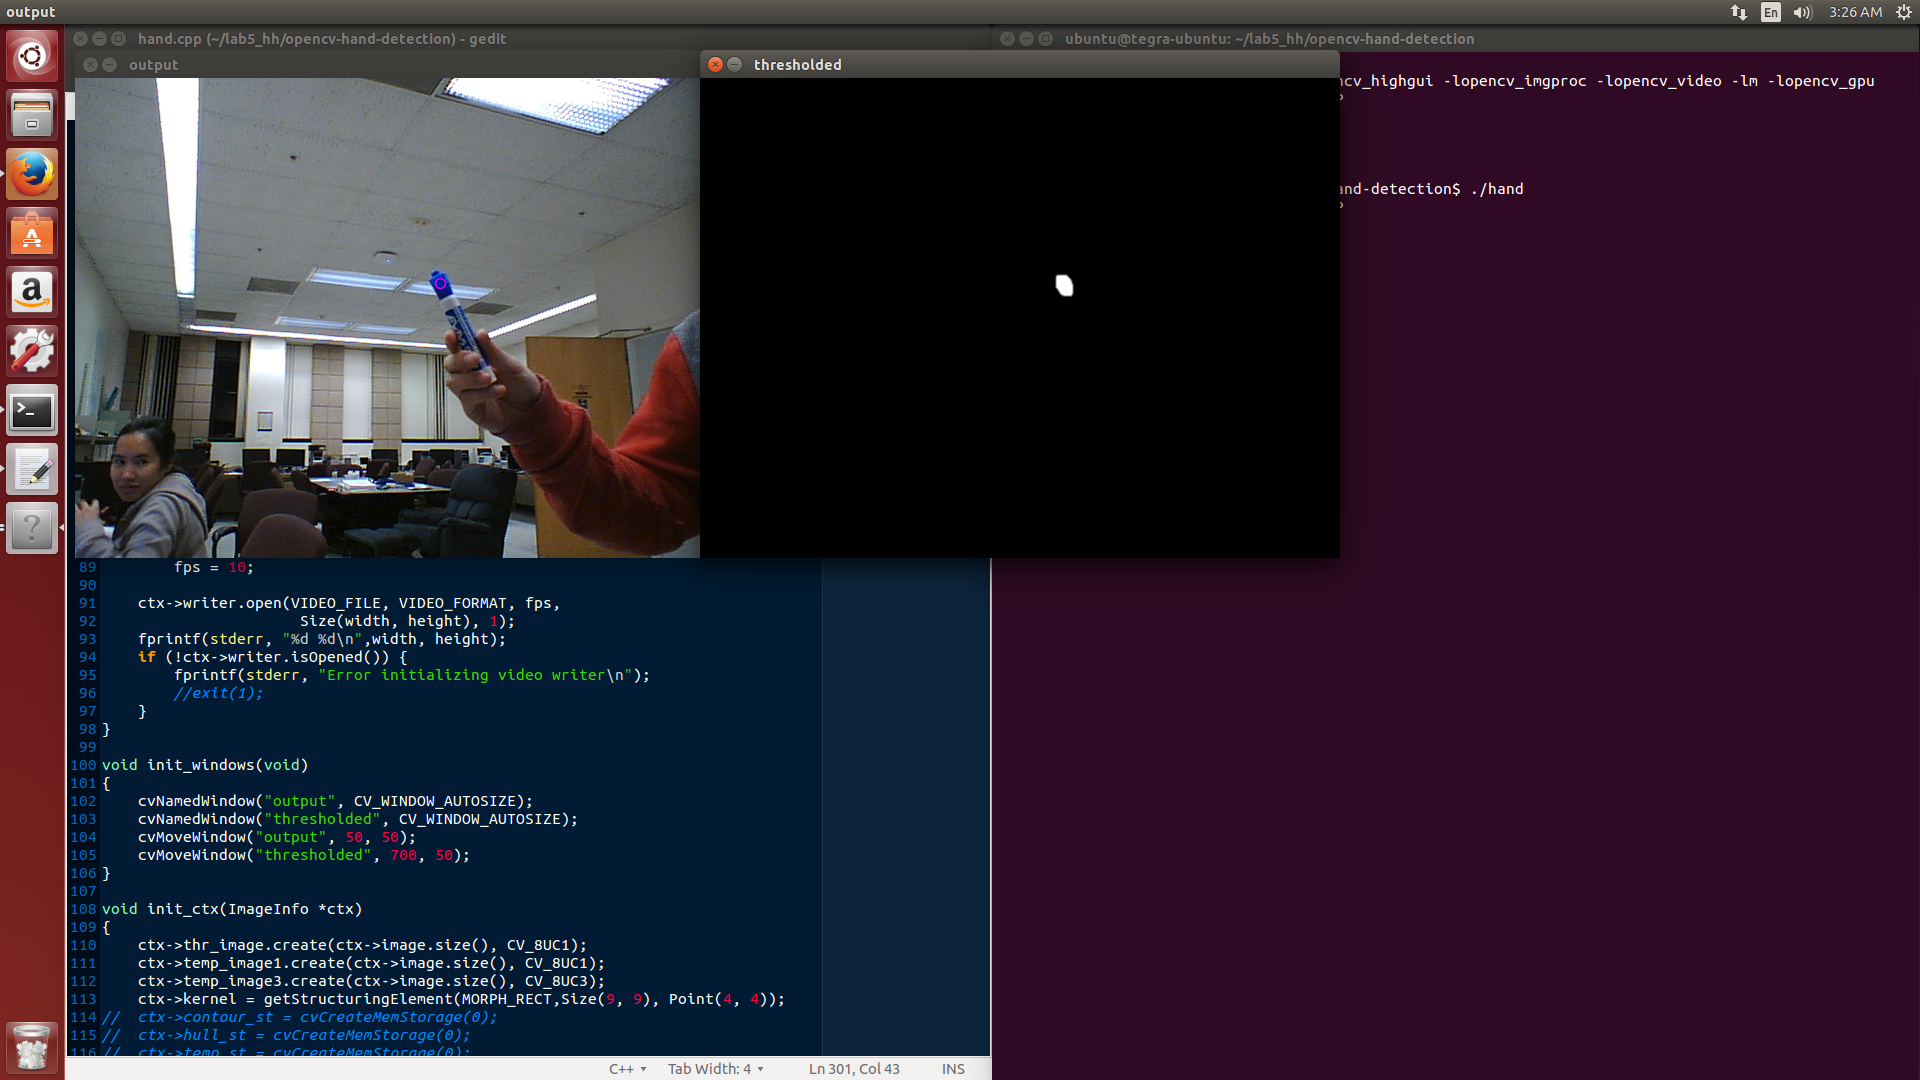 output
En
3:26 AM
hand.cpp (~/lab5_hh/opencv-hand-detection) - gedit
ubuntu@tegra-ubuntu: ~/lab5_hh/opencv-hand-detection
output
thresholded
cv_highgui -lopencv_imgproc -lopencv_video -lm -lopencv_gpu
nd-detection$ ./hand
89 fps = 10;
90
91 ctx->writer.open(VIDEO_FILE, VIDEO_FORMAT, fps,
92 Size(width, height), 1);
93 fprintf(stderr, "%d %d\n",width, height);
94 if (!ctx->writer.isOpened()) {
95 fprintf(stderr, "Error initializing video writer\n");
96 //exit(1);
97 }
98 }
99
100 void init_windows(void)
101 {
102 cvNamedWindow("output", CV_WINDOW_AUTOSIZE);
103 cvNamedWindow("thresholded", CV_WINDOW_AUTOSIZE);
104 cvMoveWindow("output", 50, 50);
105 cvMoveWindow("thresholded", 700, 50);
106 }
107
108 void init_ctx(ImageInfo *ctx)
109 {
110 ctx->thr_image.create(ctx->image.size(), CV_8UC1);
111 ctx->temp_image1.create(ctx->image.size(), CV_8UC1);
112 ctx->temp_image3.create(ctx->image.size(), CV_8UC3);
113 ctx->kernel = getStructuringElement(MORPH_RECT,Size(9, 9), Point(4, 4));
114 // ctx->contour_st = cvCreateMemStorage(0);
115 // ctx->hull_st = cvCreateMemStorage(0);
116 // ctx->temp_st = cvCreateMemStorage(0);
C++ Tab Width: 4 Ln 301, Col 43 INS